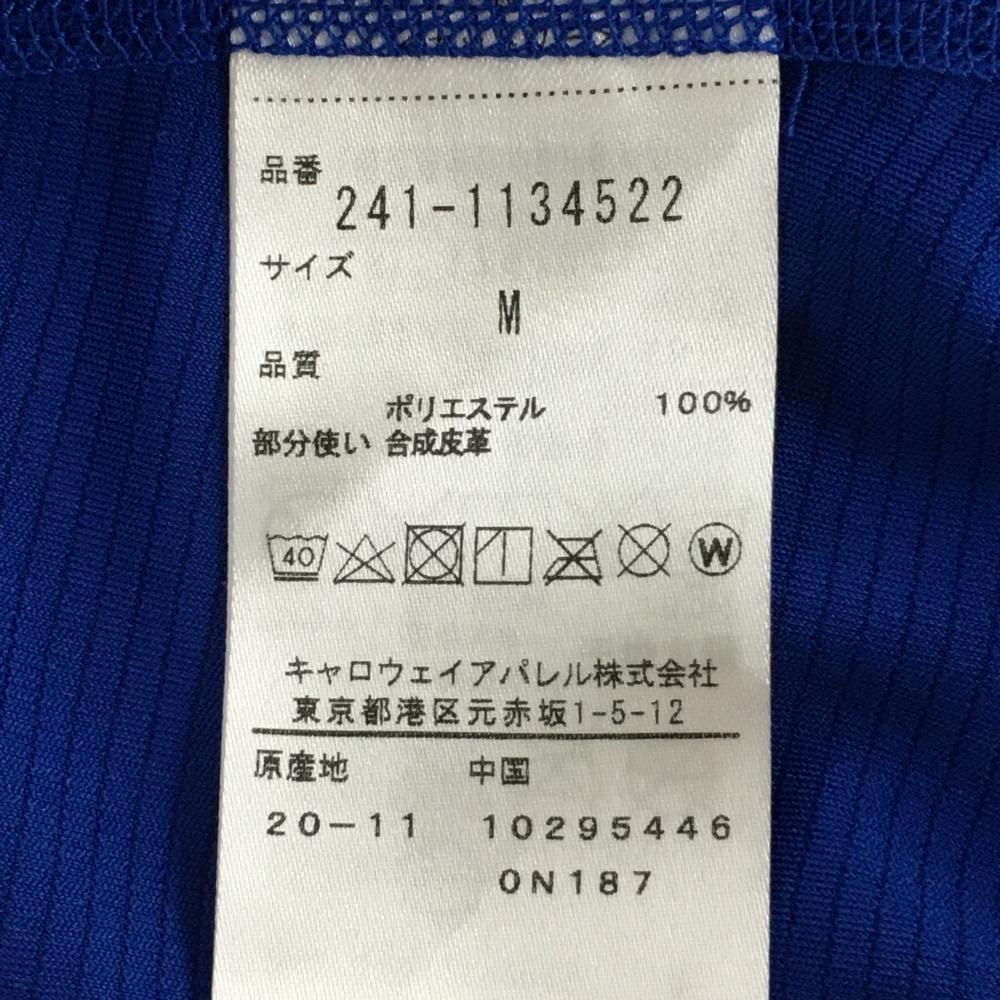 品番
241-1134522
サイズ
M
品質
ポリエステル 100%
部分使い 合成皮革
40 W
キャロウェイアパレル株式会社
東京都港区元赤坂1-5-12
原産地 中国
20-11 10295446
0N187